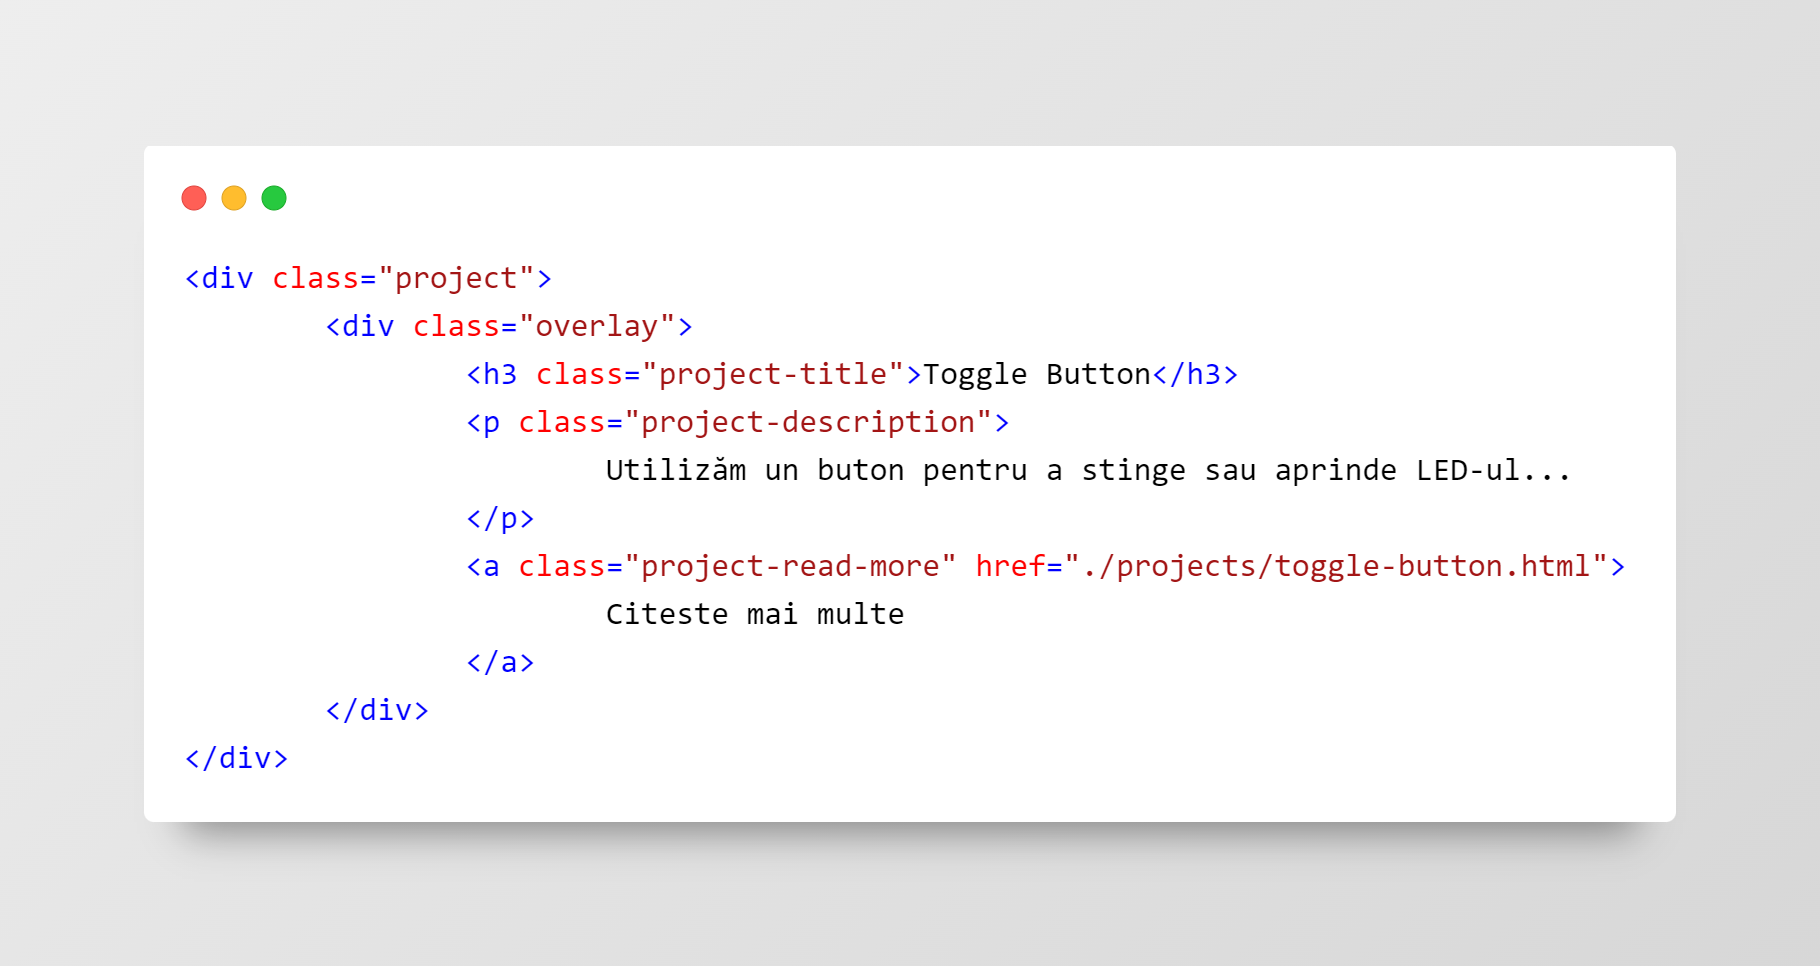 <div class="project">
        <div class="overlay">
                <h3 class="project-title">Toggle Button</h3>
                <p class="project-description">
                        Utilizăm un buton pentru a stinge sau aprinde LED-ul...
                </p>
                <a class="project-read-more" href="./projects/toggle-button.html">
                        Citeste mai multe
                </a>
        </div>
</div>